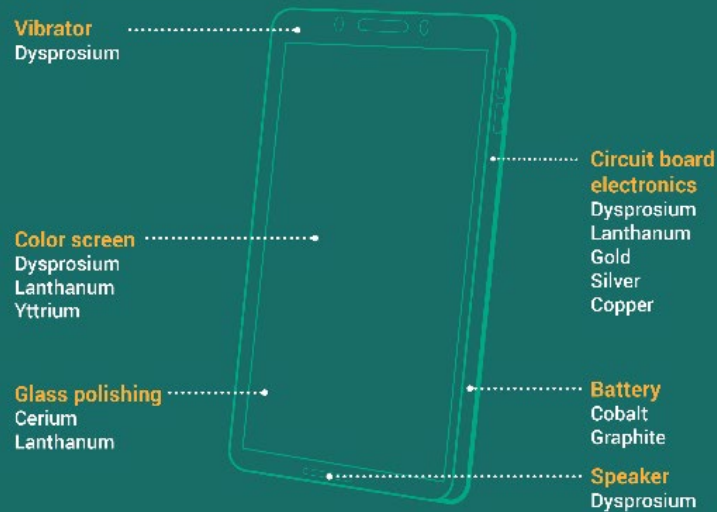 Vibrator
Dysprosium
Color screen
Dysprosium
Lanthanum
Yttrium
Glass polishing
Cerium
Lanthanum
Circuit board
electronics
Dysprosium
Lanthanum
Gold
Silver
Copper
Battery
Cobalt
Graphite
Speaker
Dysprosium